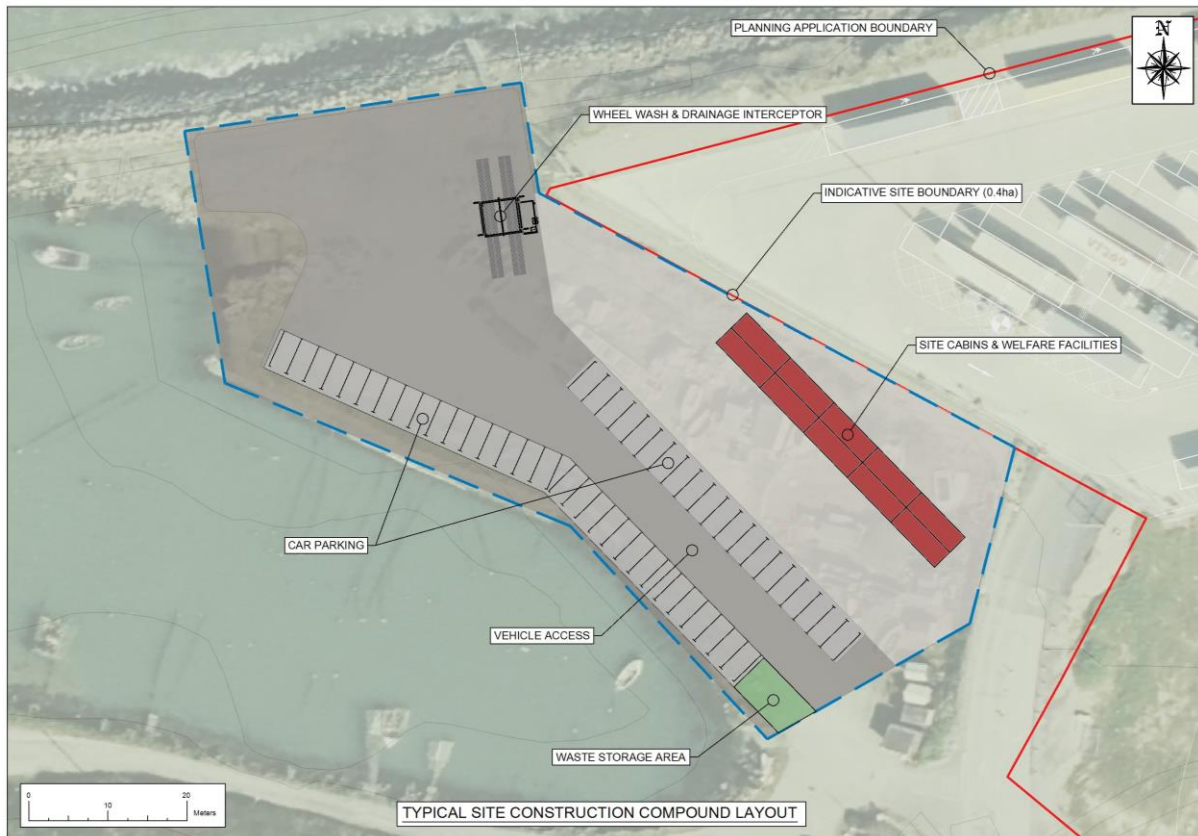 PLANNING APPLICATION BOUNDARY
N
WHEEL WASH & DRAINAGE INTERCEPTOR
INDICATIVE SITE BOUNDARY (0.4ha)
SITE CABINS & WELFARE FACILITIES
CAR PARKING
VEHICLE ACCESS
WASTE STORAGE AREA
0 10 20
Meters
TYPICAL SITE CONSTRUCTION COMPOUND LAYOUT